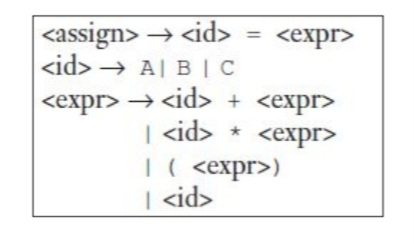 <assign> → <id> = <expr>
<id> → A| B | C
<expr> → <id> + <expr>
| <id> * <expr>
| ( <expr>)
| <id>